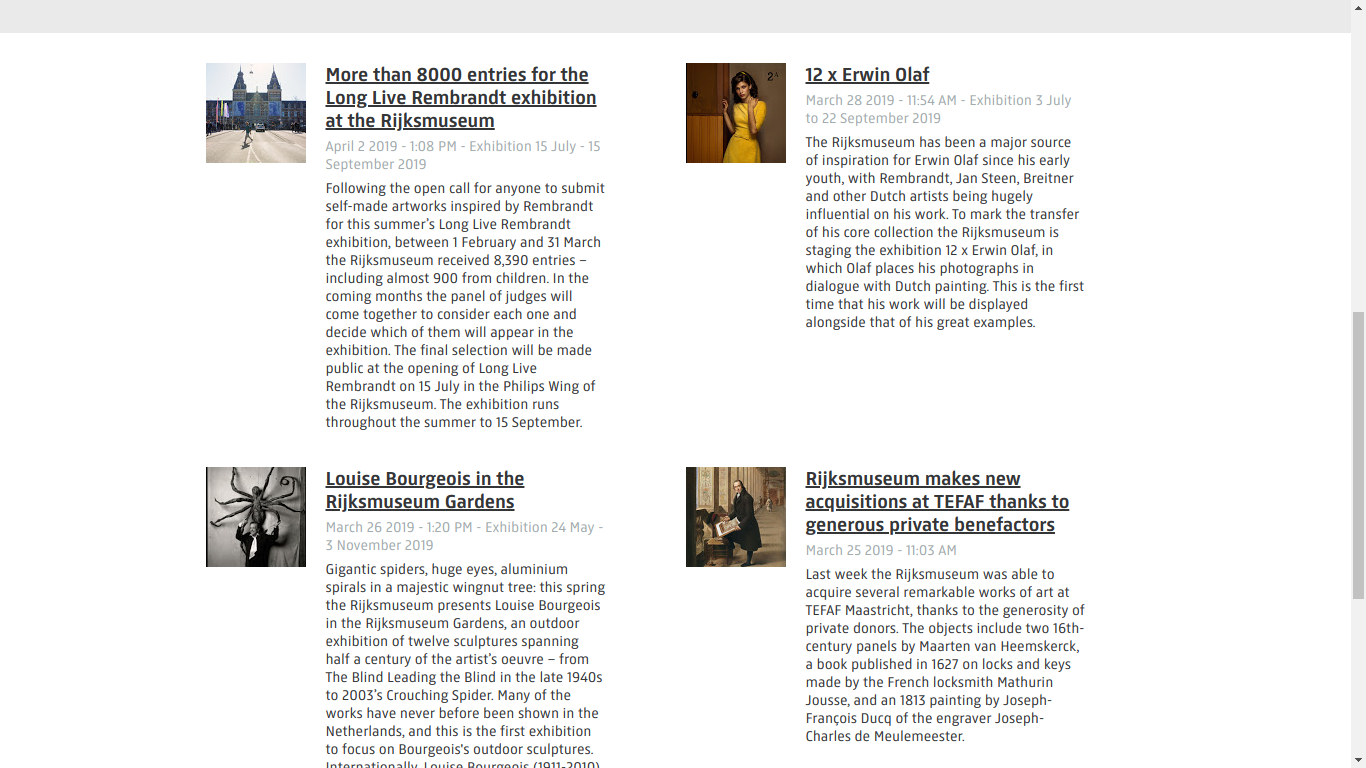 More than 8000 entries for the
Long Live Rembrandt exhibition
at the Rijksmuseum
April 2 2019 - 1:08 PM - Exhibition 15 July - 15
September 2019
Following the open call for anyone to submit
self-made artworks inspired by Rembrandt
for this summer’s Long Live Rembrandt
exhibition, between 1 February and 31 March
the Rijksmuseum received 8,390 entries –
including almost 900 from children. In the
coming months the panel of judges will
come together to consider each one and
decide which of them will appear in the
exhibition. The final selection will be made
public at the opening of Long Live
Rembrandt on 15 July in the Philips Wing of
the Rijksmuseum. The exhibition runs
throughout the summer to 15 September.
2A
12 x Erwin Olaf
March 28 2019 - 11:54 AM - Exhibition 3 July
to 22 September 2019
The Rijksmuseum has been a major source
of inspiration for Erwin Olaf since his early
youth, with Rembrandt, Jan Steen, Breitner
and other Dutch artists being hugely
influential on his work. To mark the transfer
of his core collection the Rijksmuseum is
staging the exhibition 12 x Erwin Olaf, in
which Olaf places his photographs in
dialogue with Dutch painting. This is the first
time that his work will be displayed
alongside that of his great examples.
Louise Bourgeois in the
Rijksmuseum Gardens
March 26 2019 - 1:20 PM - Exhibition 24 May -
3 November 2019
Gigantic spiders, huge eyes, aluminium
spirals in a majestic wingnut tree: this spring
the Rijksmuseum presents Louise Bourgeois
in the Rijksmuseum Gardens, an outdoor
exhibition of twelve sculptures spanning
half a century of the artist’s oeuvre – from
The Blind Leading the Blind in the late 1940s
to 2003’s Crouching Spider. Many of the
works have never before been shown in the
Netherlands, and this is the first exhibition
to focus on Bourgeois's outdoor sculptures.
Internationally, Louise Bourgeois (1911-2010)
Rijksmuseum makes new
acquisitions at TEFAF thanks to
generous private benefactors
March 25 2019 - 11:03 AM
Last week the Rijksmuseum was able to
acquire several remarkable works of art at
TEFAF Maastricht, thanks to the generosity of
private donors. The objects include two 16th-
century panels by Maarten van Heemskerck,
a book published in 1627 on locks and keys
made by the French locksmith Mathurin
Jousse, and an 1813 painting by Joseph-
François Ducq of the engraver Joseph-
Charles de Meulemeester.